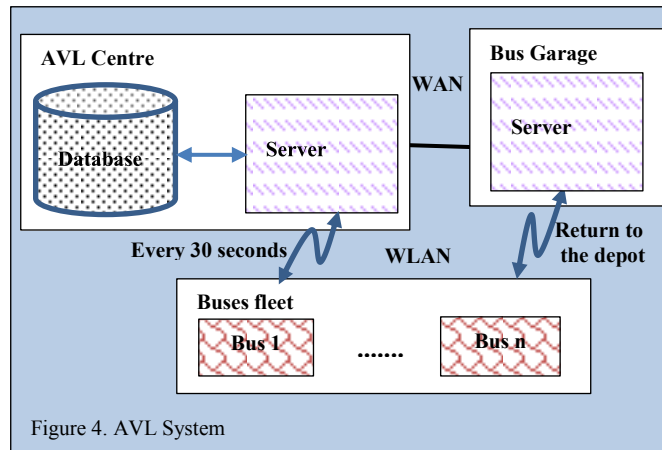 AVL Centre
Database
Server
WAN
Bus Garage
Server
Every 30 seconds
WLAN
Return to
the depot
Buses fleet
Bus 1
.......
Bus n
Figure 4. AVL System